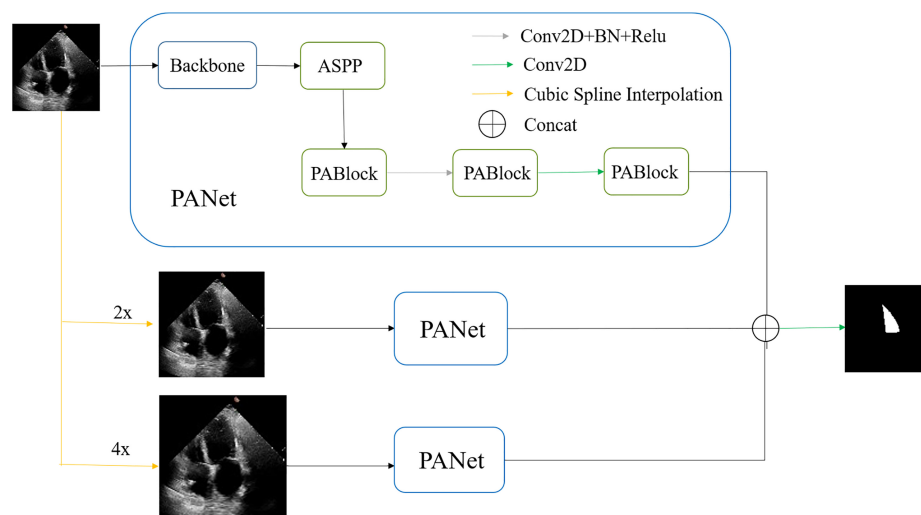 Backbone
ASPP
Conv2D+BN+Relu
Conv2D
Cubic Spline Interpolation
Concat
PABlock
PABlock
PABlock
PANet
2x
PANet
4x
PANet